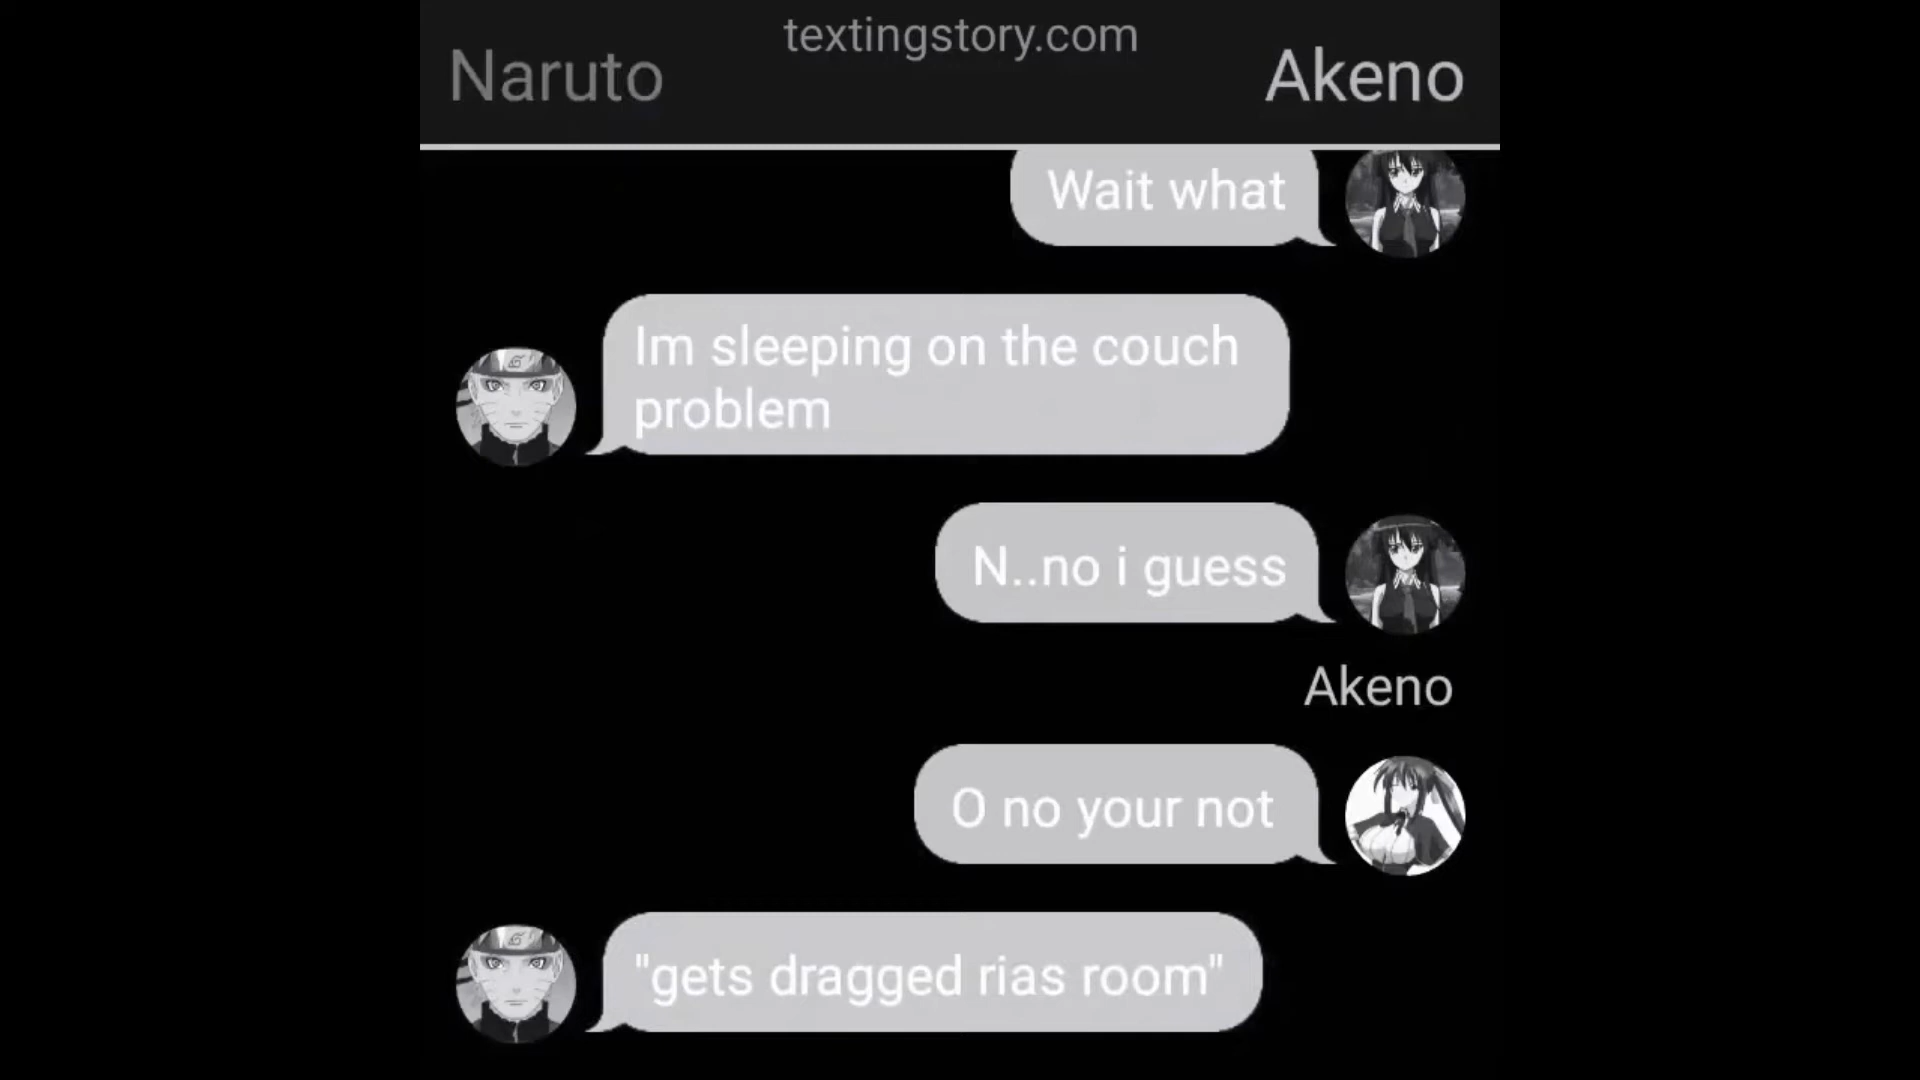 textingstory.com
Naruto
Akeno
Wait what
Im sleeping on the couch
problem
N..no i guess
Akeno
O no your not
"gets dragged rias room"